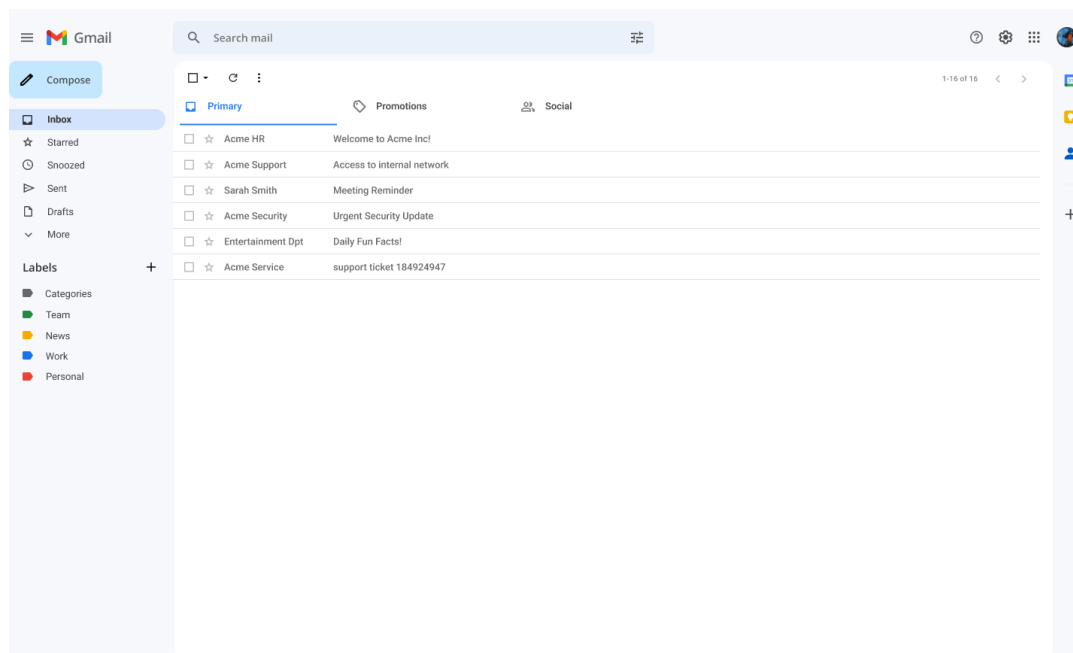 Gmail
Search mail
Compose
1-16 of 16
Inbox
Starred
Snoozed
Sent
Drafts
More
Labels
Categories
Team
News
Work
Personal
Primary
Promotions
Social
Acme HR Welcome to Acme Inc!
Acme Support Access to internal network
Sarah Smith Meeting Reminder
Acme Security Urgent Security Update
Entertainment Dpt Daily Fun Facts!
Acme Service support ticket 184924947